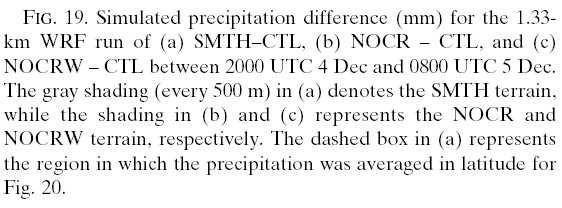 FIG. 19. Simulated precipitation difference (mm) for the 1.33-
km WRF run of (a) SMTH–CTL, (b) NOCR – CTL, and (c)
NOCRW – CTL between 2000 UTC 4 Dec and 0800 UTC 5 Dec.
The gray shading (every 500 m) in (a) denotes the SMTH terrain,
while the shading in (b) and (c) represents the NOCR and
NOCRW terrain, respectively. The dashed box in (a) represents
the region in which the precipitation was averaged in latitude for
Fig. 20.